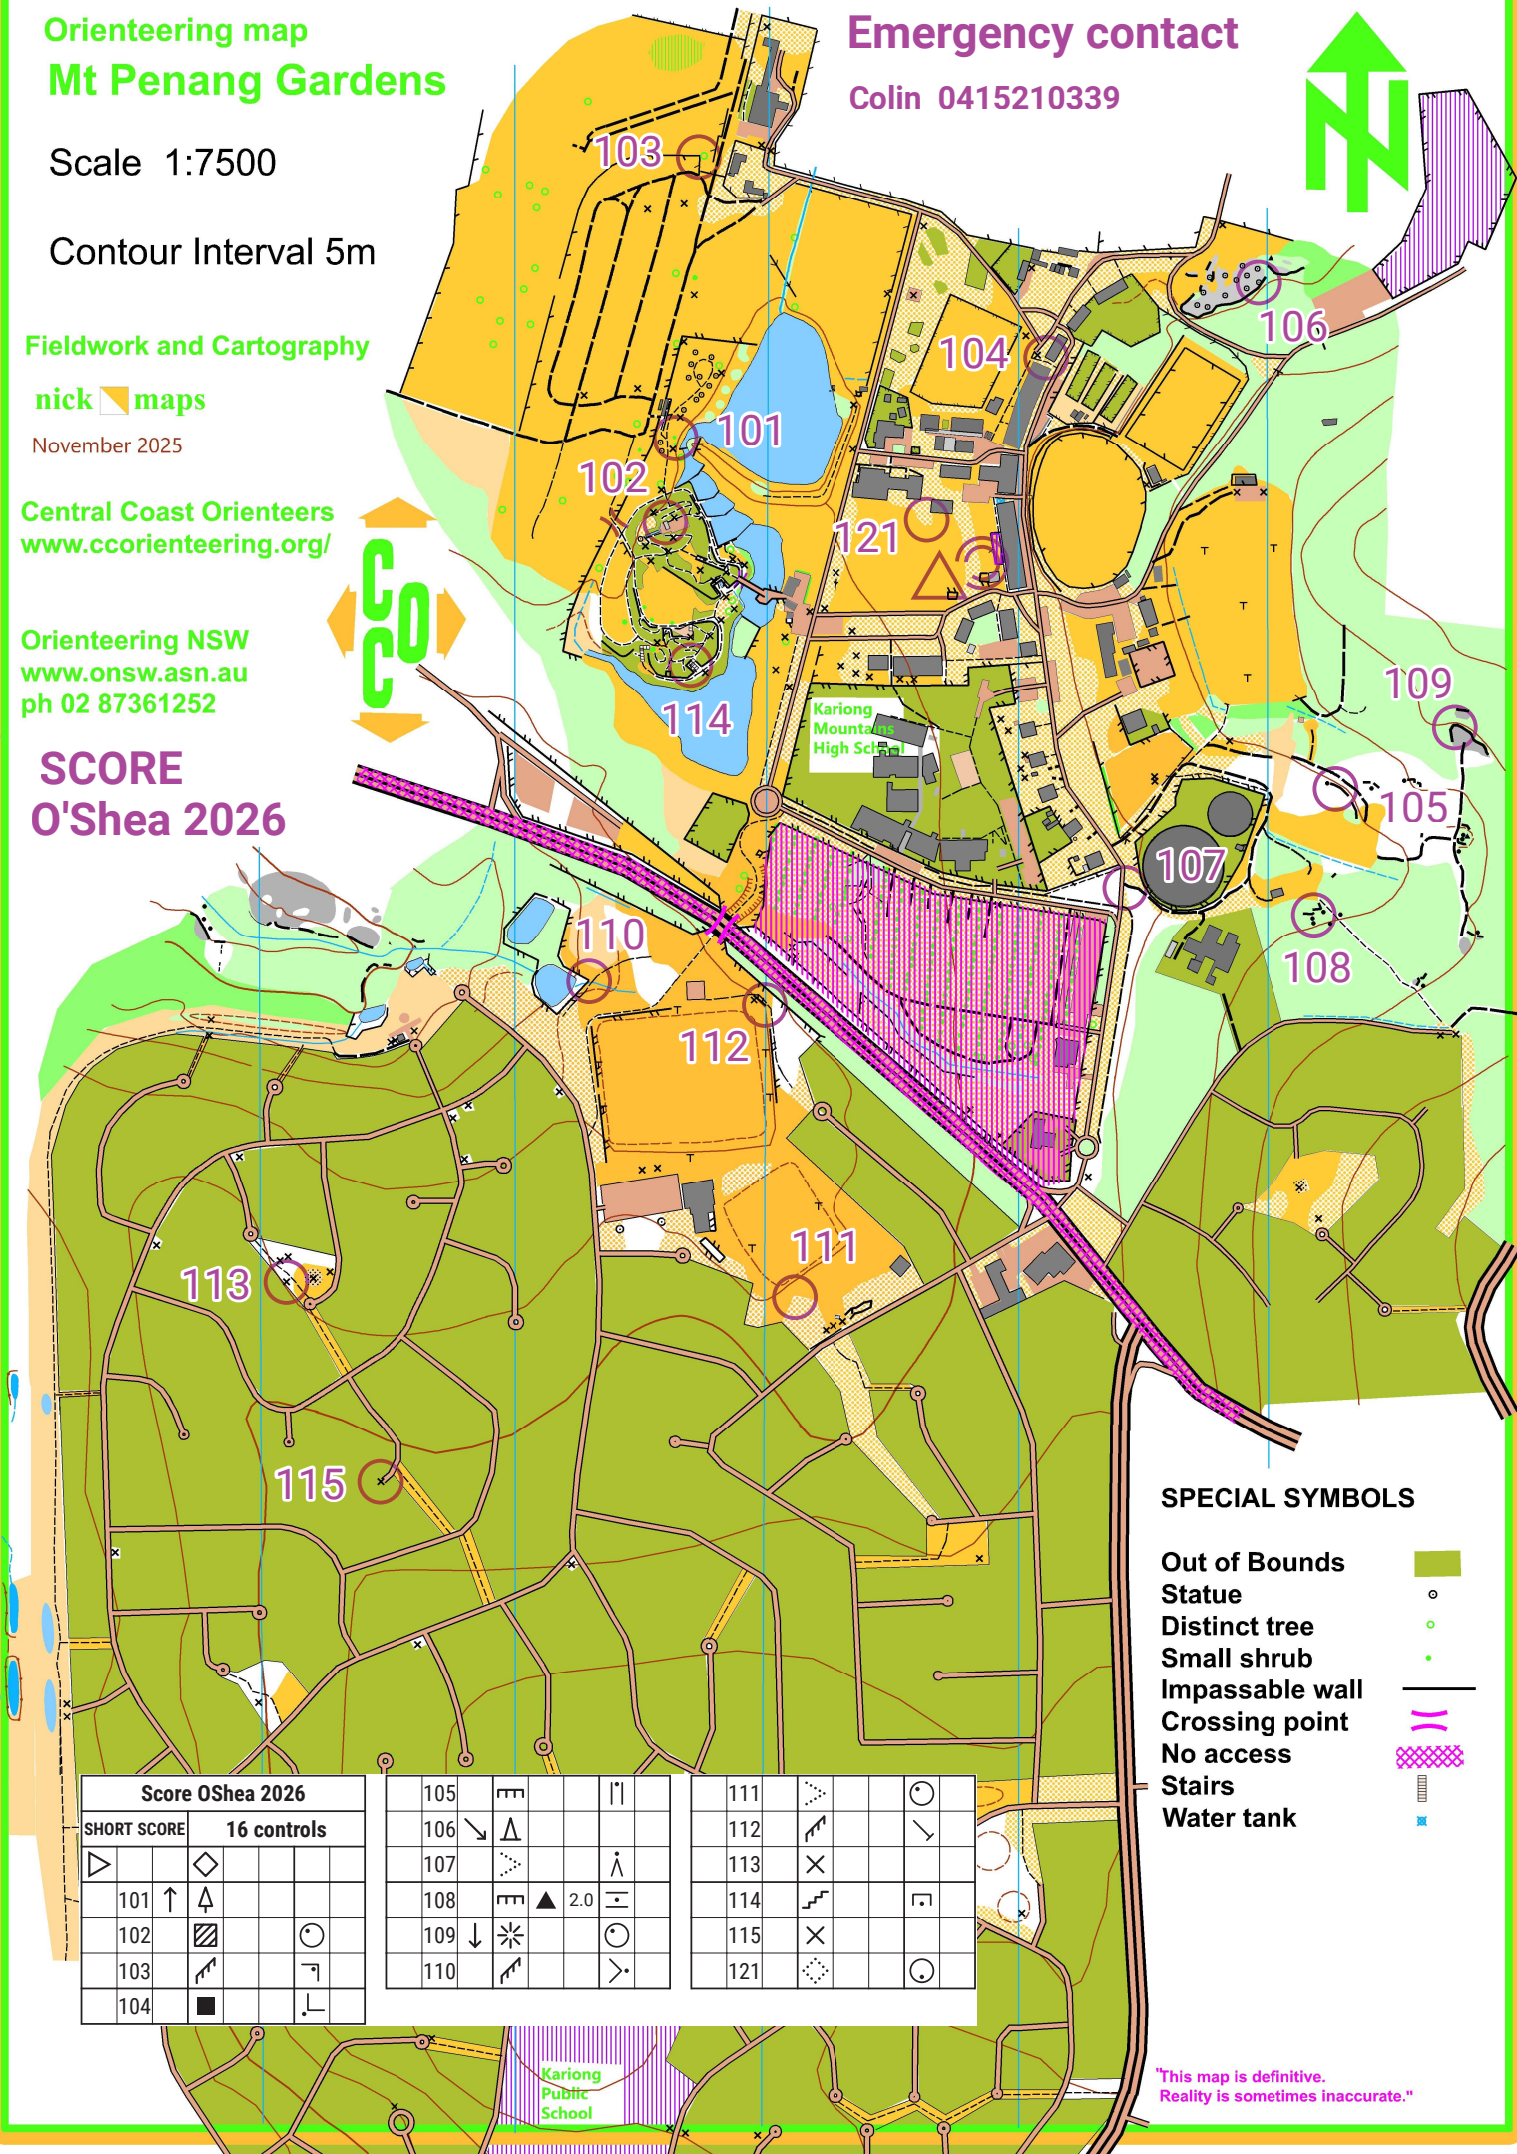 Orienteering map
Mt Penang Gardens
Scale 1:7500
Contour Interval 5m
Fieldwork and Cartography
nick maps
November 2025
Central Coast Orienteers
www.ccorienteering.org/
COC
Orienteering NSW
www.onsw.asn.au
ph 02 87361252
SCORE
O'Shea 2026
Emergency contact
Colin 0415210339
N
103
106
104
101
102
121
114
109
105
107
108
110
112
111
113
115
Kariong
Mountains
High School
SPECIAL SYMBOLS
Out of Bounds
Statue
Distinct tree
Small shrub
Impassable wall
Crossing point
No access
Stairs
Water tank
Score OShea 2026
SHORT SCORE 16 controls
101
102
103
104
105
106
107
108 2.0
109
110
111
112
113
114
115
121
Kariong
Public
School
"This map is definitive.
Reality is sometimes inaccurate."